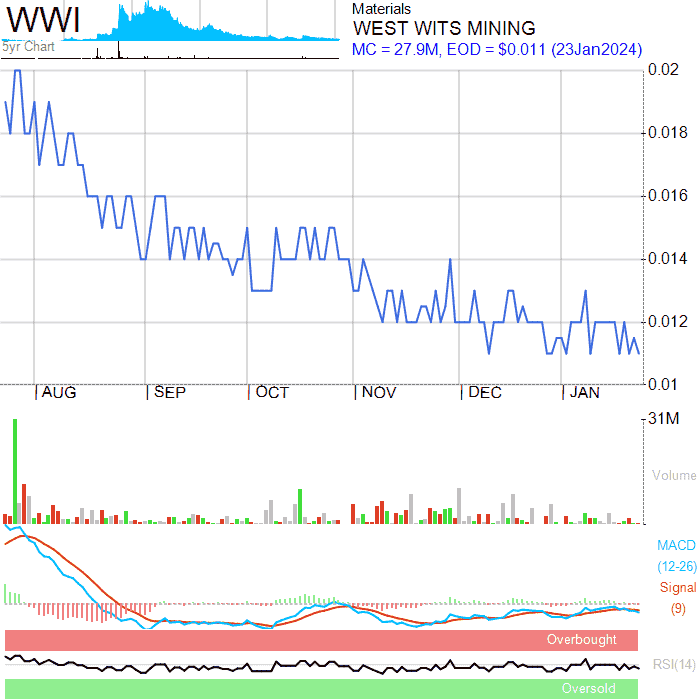 WWI
5yr Chart
Materials
WEST WITS MINING
MC = 27.9M, EOD = $0.011 (23Jan2024)
0.02
0.018
0.016
0.014
0.012
0.01
AUG SEP OCT NOV DEC JAN
31M
Volume
MACD
(12-26)
Signal
(9)
Overbought
RSI(14)
Oversold